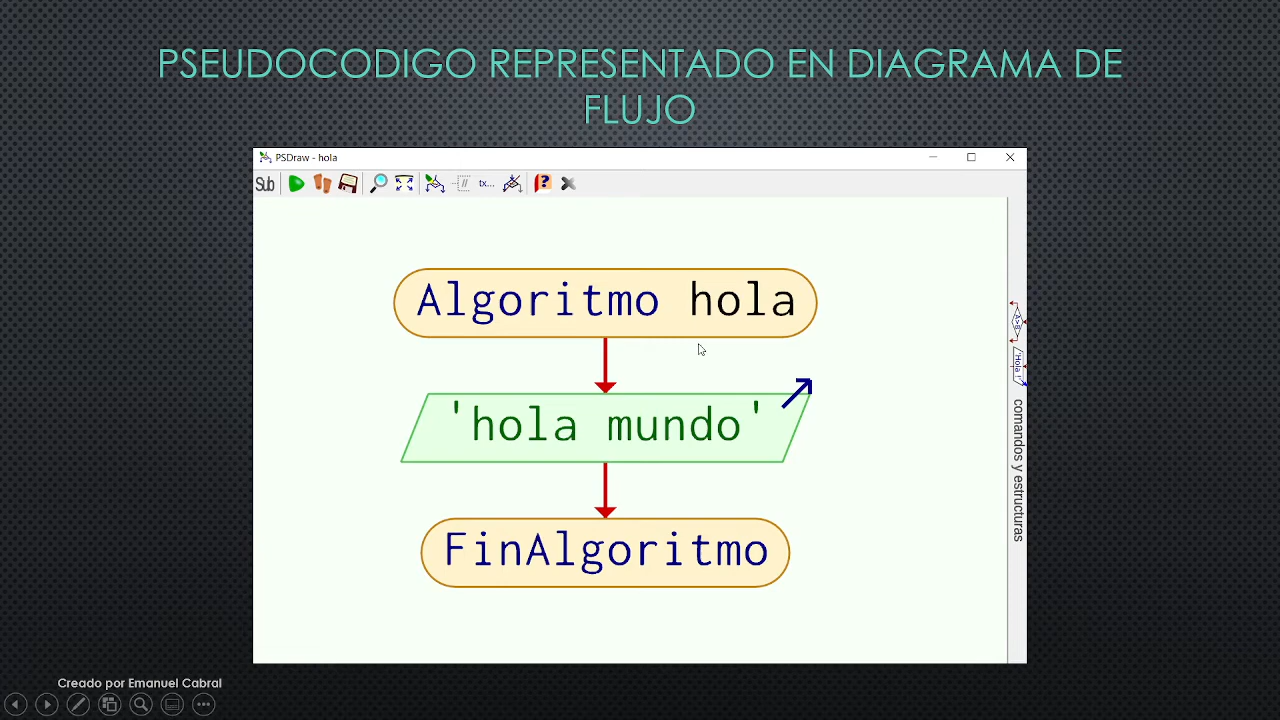 PSEUDOCODIGO REPRESENTADO EN DIAGRAMA DE
FLUJO
PSDraw - hola
Sub
tx...
Algoritmo hola
'hola mundo'
FinAlgoritmo
comandos y estructuras
Creado por Emanuel Cabral